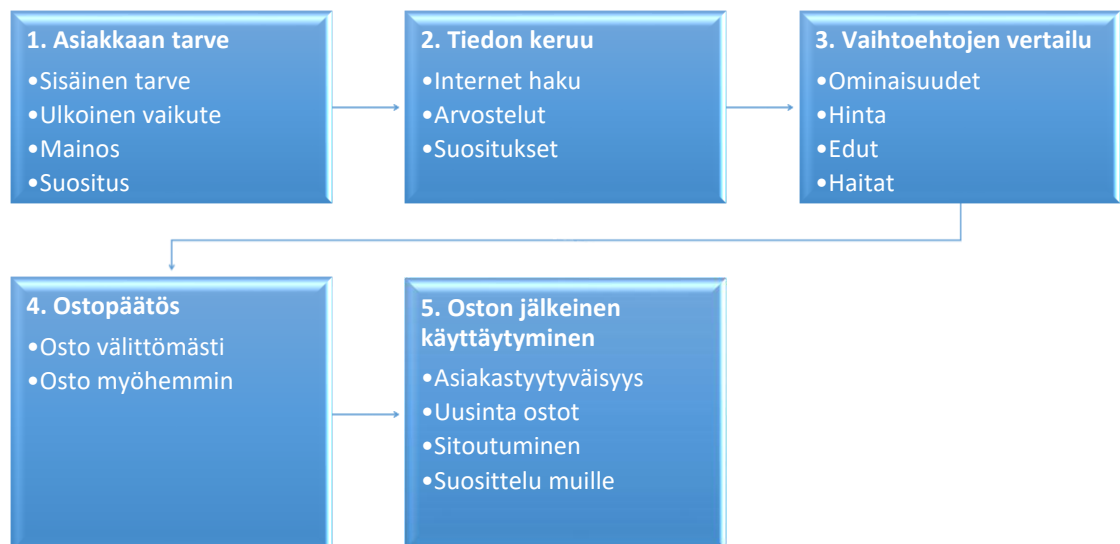 1. Asiakkaan tarve
•Sisäinen tarve
•Ulkoinen vaikute
•Mainos
•Suositus
2. Tiedon keruu
•Internet haku
•Arvostelut
•Suositukset
3. Vaihtoehtojen vertailu
•Ominaisuudet
•Hinta
•Edut
•Haitat
4. Ostopäätös
•Osto välittömästi
•Osto myöhemmin
5. Oston jälkeinen
käyttäytyminen
•Asiakastyytyväisyys
•Uusinta ostot
•Sitoutuminen
•Suosittelu muille